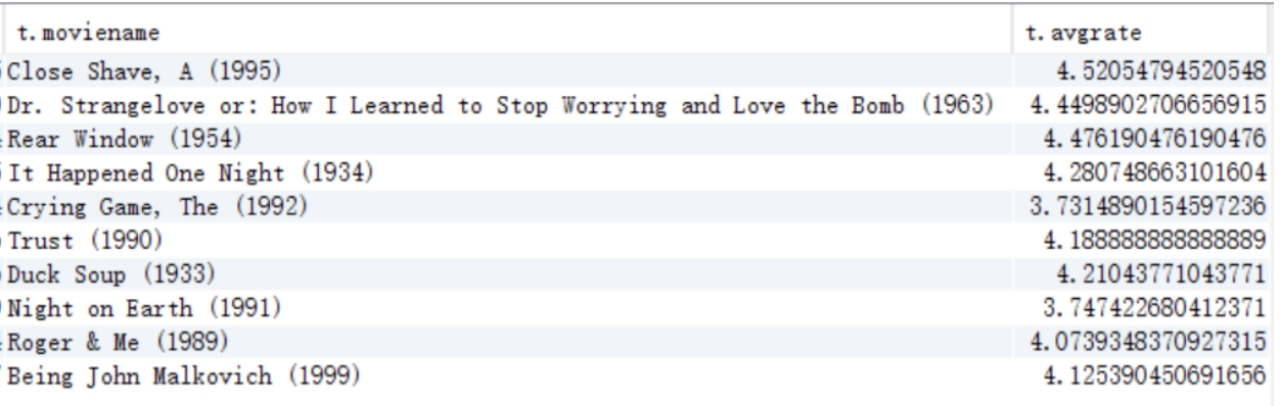 t.moviename t.avgrate
Close Shave, A (1995) 4.52054794520548
Dr. Strangelove or: How I Learned to Stop Worrying and Love the Bomb (1963) 4.4498902706656915
Rear Window (1954) 4.476190476190476
It Happened One Night (1934) 4.280748663101604
Crying Game, The (1992) 3.7314890154597236
Trust (1990) 4.188888888888889
Duck Soup (1933) 4.21043771043771
Night on Earth (1991) 3.747422680412371
Roger & Me (1989) 4.0739348370927315
Being John Malkovich (1999) 4.125390450691656